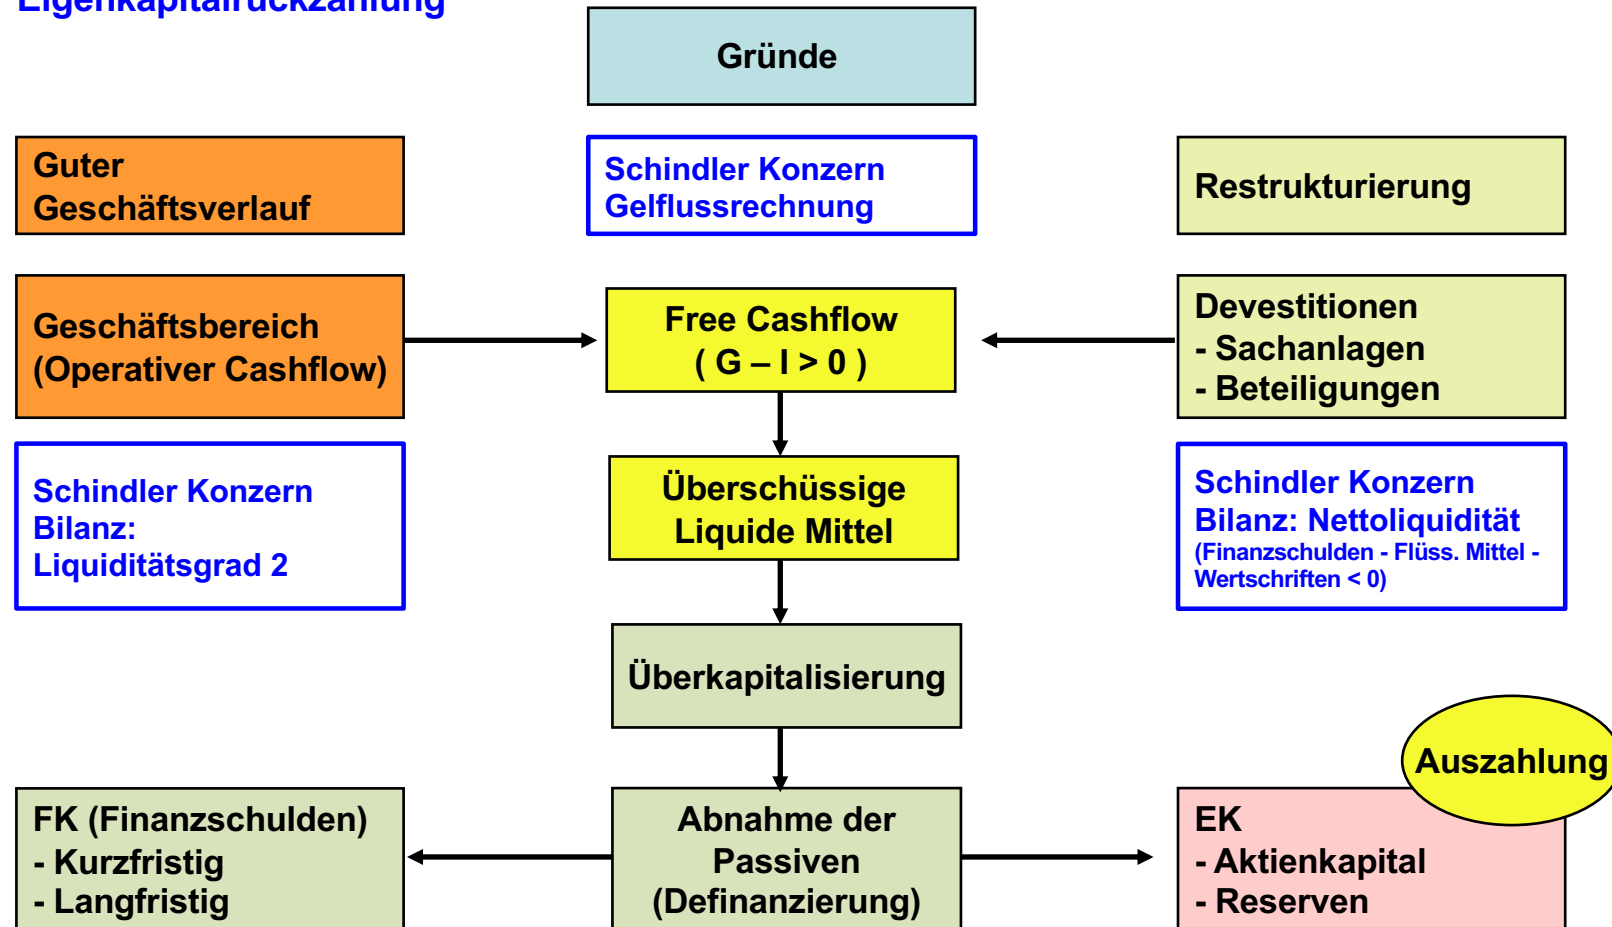 Eigenkapitalrückzahlung
Gründe
Guter
Geschäftsverlauf
Schindler Konzern
Gelflussrechnung
Restrukturierung
Geschäftsbereich
(Operativer Cashflow)
Free Cashflow
( G – I > 0 )
Devestitionen
- Sachanlagen
- Beteiligungen
Schindler Konzern
Bilanz:
Liquiditätsgrad 2
Überschüssige
Liquide Mittel
Schindler Konzern
Bilanz: Nettoliquidität
(Finanzschulden - Flüss. Mittel -
Wertschriften < 0)
Überkapitalisierung
Auszahlung
FK (Finanzschulden)
- Kurzfristig
- Langfristig
Abnahme der
Passiven
(Definanzierung)
EK
- Aktienkapital
- Reserven